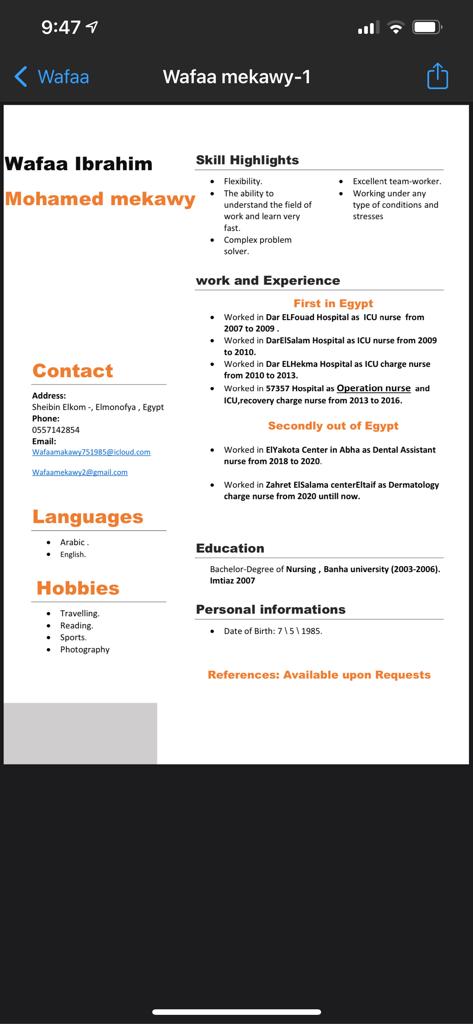 9:47
Wafaa
Wafaa mekawy-1
Wafaa Ibrahim
Mohamed mekawy
Contact
Address:
Sheibin Elkom -, Elmonofya , Egypt
Phone:
0557142854
Email:
Wafaamakawy751985@icloud.com
Wafaamekawy2@gmail.com
Languages
• Arabic .
• English.
Hobbies
• Travelling.
• Reading.
• Sports.
• Photography
Skill Highlights
• Flexibility.
• The ability to
understand the field of
work and learn very
fast.
• Complex problem
solver.
• Excellent team-worker.
• Working under any
type of conditions and
stresses
work and Experience
First in Egypt
• Worked in Dar ELFouad Hospital as ICU nurse from
2007 to 2009 .
• Worked in DarElSalam Hospital as ICU nurse from 2009
to 2010.
• Worked in Dar ELHekma Hospital as ICU charge nurse
from 2010 to 2013.
• Worked in 57357 Hospital as Operation nurse and
ICU,recovery charge nurse from 2013 to 2016.
Secondly out of Egypt
• Worked in ElYakota Center in Abha as Dental Assistant
nurse from 2018 to 2020.
• Worked in Zahret ElSalama centerEltaif as Dermatology
charge nurse from 2020 untill now.
Education
Bachelor-Degree of Nursing , Banha university (2003-2006).
Imtiaz 2007
Personal informations
• Date of Birth: 7 \ 5 \ 1985.
References: Available upon Requests